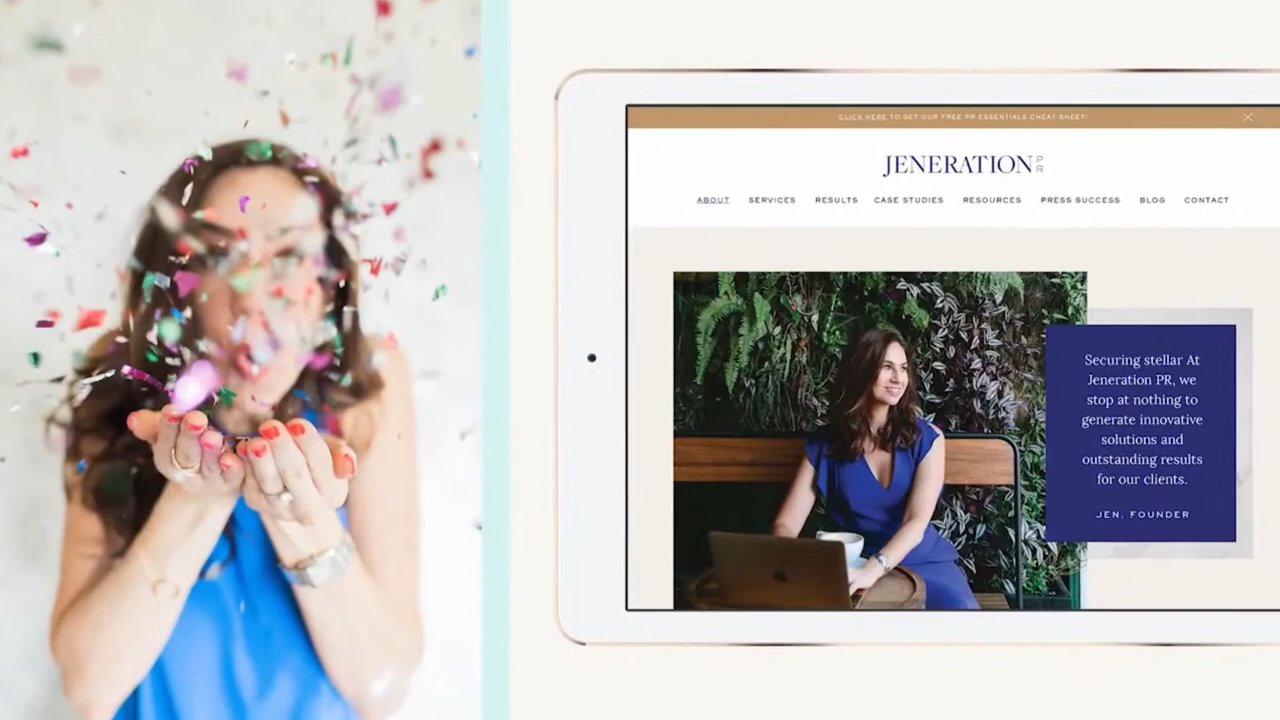 CLICK HERE TO GET OUR FREE PR ESSENTIALS CHEAT SHEET!
JENERATION PR
ABOUT SERVICES RESULTS CASE STUDIES RESOURCES PRESS SUCCESS BLOG CONTACT
Securing stellar At
Jeneration PR, we
stop at nothing to
generate innovative
solutions and
outstanding results
for our clients.
JEN, FOUNDER